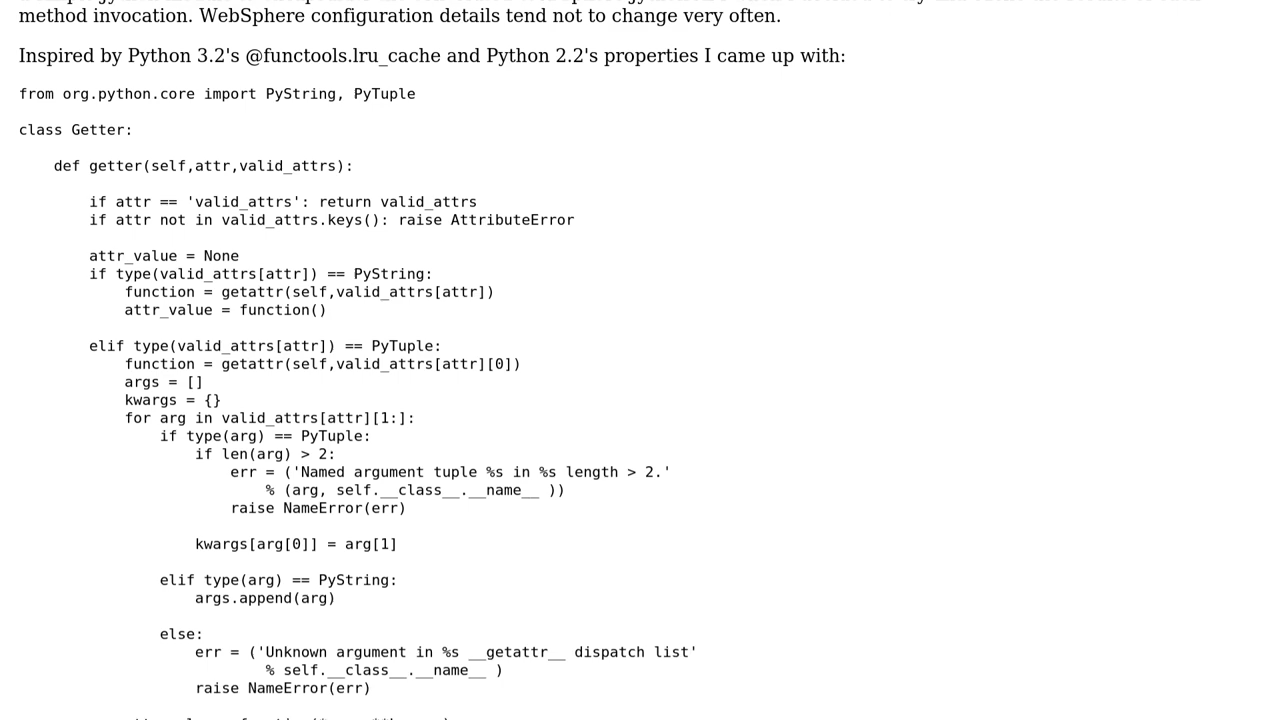 method invocation. WebSphere configuration details tend not to change very often.
Inspired by Python 3.2's @functools.lru_cache and Python 2.2's properties I came up with:
from org.python.core import PyString, PyTuple
class Getter:
    def getter(self,attr,valid_attrs):
        if attr == 'valid_attrs': return valid_attrs
        if attr not in valid_attrs.keys(): raise AttributeError
        attr_value = None
        if type(valid_attrs[attr]) == PyString:
            function = getattr(self,valid_attrs[attr])
            attr_value = function()
        elif type(valid_attrs[attr]) == PyTuple:
            function = getattr(self,valid_attrs[attr][0])
            args = []
            kwargs = {}
            for arg in valid_attrs[attr][1:]:
                if type(arg) == PyTuple:
                    if len(arg) > 2:
                        err = ('Named argument tuple %s in %s length > 2.'
                            % (arg, self.__class__.__name__ ))
                        raise NameError(err)
                    kwargs[arg[0]] = arg[1]
                elif type(arg) == PyString:
                    args.append(arg)
                else:
                    err = ('Unknown argument in %s __getattr__ dispatch list'
                            % self.__class__.__name__ )
                    raise NameError(err)